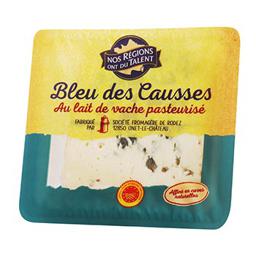 NOS RÉGIONS
ONT DU TALENT
Bleu des Causses
Au lait de vache pasteurisé
FABRIQUÉ
PAR
SOCIÉTÉ FROMAGÈRE DE RODEZ
12850 ONET-LE-CHÂTEAU
Affiné en caves
naturelles